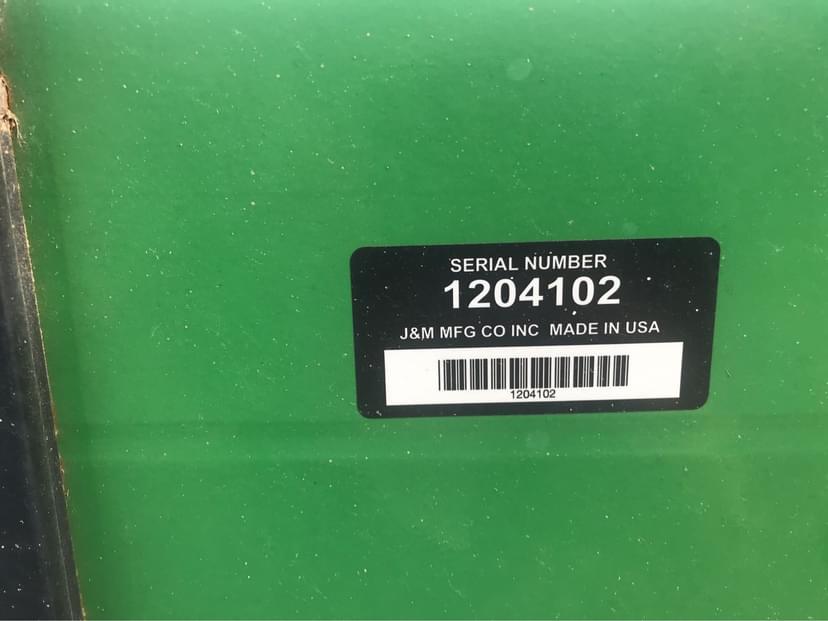 SERIAL NUMBER
1204102
J&M MFG CO INC MADE IN USA
1204102